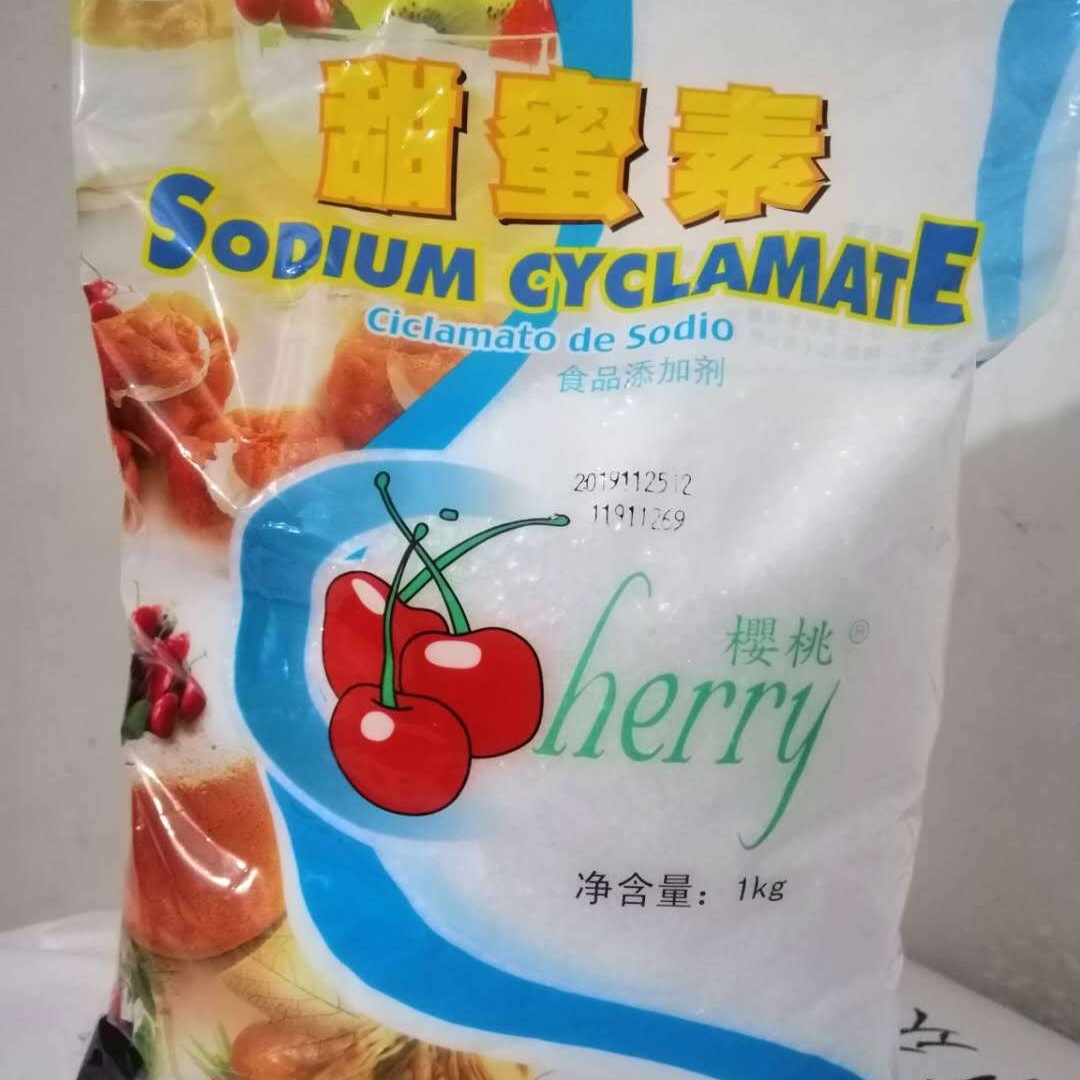 甜蜜素
SODIUM CYCLAMATE
Ciclamato de Sodio
食品添加剂
2019112512
11911269
櫻桃®
Cherry
净含量：1kg